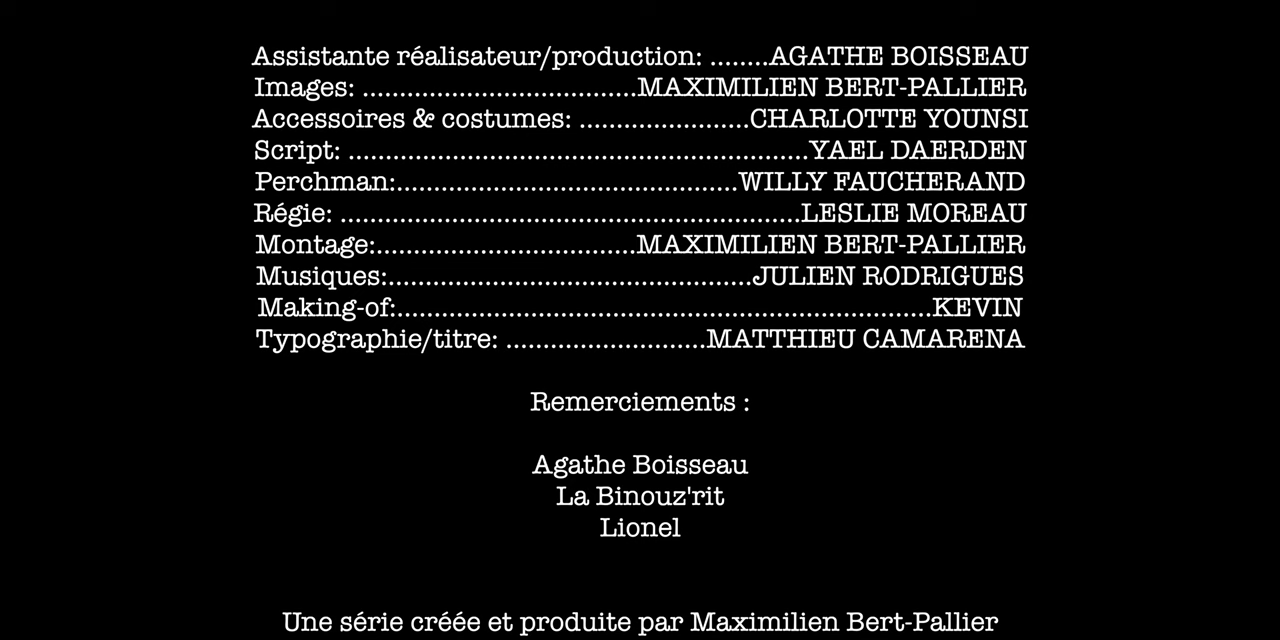 Assistante réalisateur/production: ........AGATHE BOISSEAU
Images: .....................................MAXIMILIEN BERT-PALLIER
Accessoires & costumes: .......................CHARLOTTE YOUNSI
Script: ..............................................................YAEL DAERDEN
Perchman:..............................................WILLY FAUCHERAND
Régie: ..............................................................LESLIE MOREAU
Montage:...................................MAXIMILIEN BERT-PALLIER
Musiques:.................................................JULIEN RODRIGUES
Making-of:........................................................................KEVIN
Typographie/titre: ...........................MATTHIEU CAMARENA
Remerciements :
Agathe Boisseau
La Binouz'rit
Lionel
Une série créée et produite par Maximilien Bert-Pallier